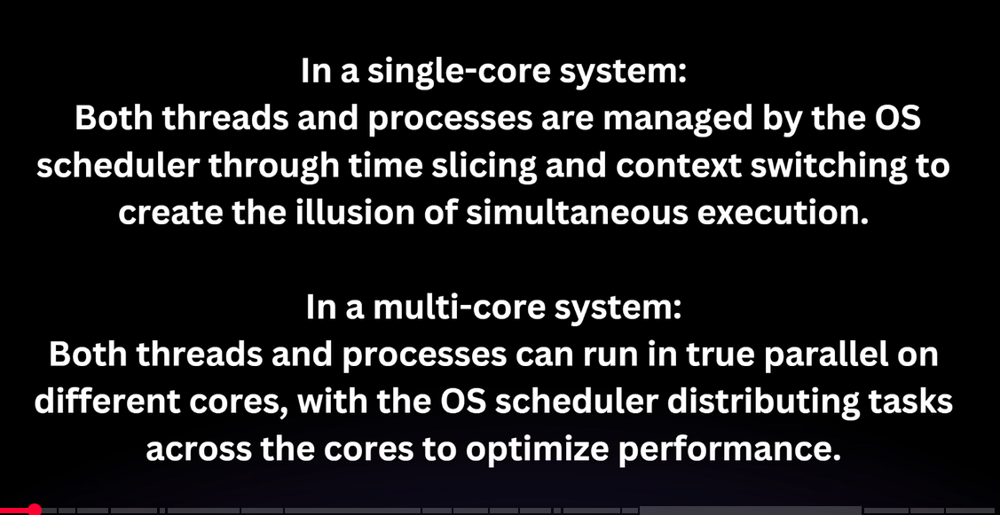 In a single-core system:
Both threads and processes are managed by the OS
scheduler through time slicing and context switching to
create the illusion of simultaneous execution.
In a multi-core system:
Both threads and processes can run in true parallel on
different cores, with the OS scheduler distributing tasks
across the cores to optimize performance.